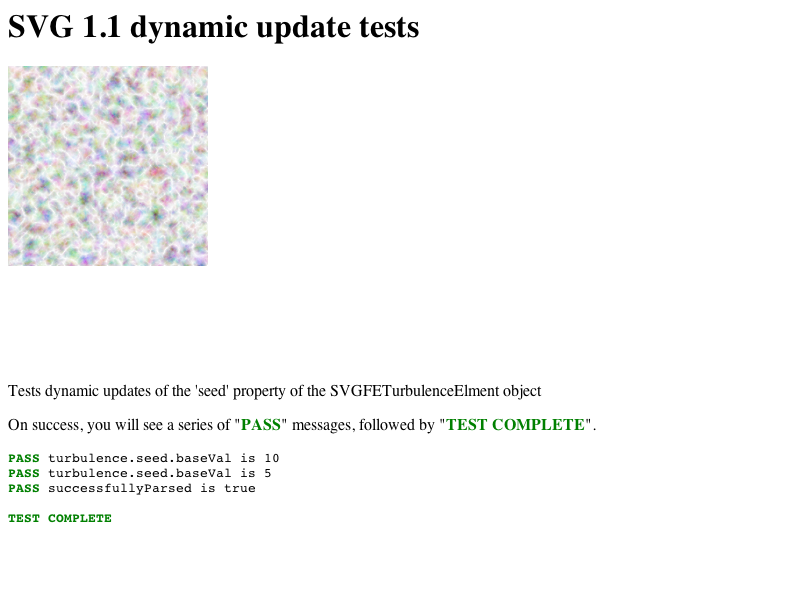 SVG 1.1 dynamic update tests
Tests dynamic updates of the 'seed' property of the SVGFETurbulenceElment object
On success, you will see a series of "PASS" messages, followed by "TEST COMPLETE".
PASS turbulence.seed.baseVal is 10
PASS turbulence.seed.baseVal is 5
PASS successfullyParsed is true
TEST COMPLETE